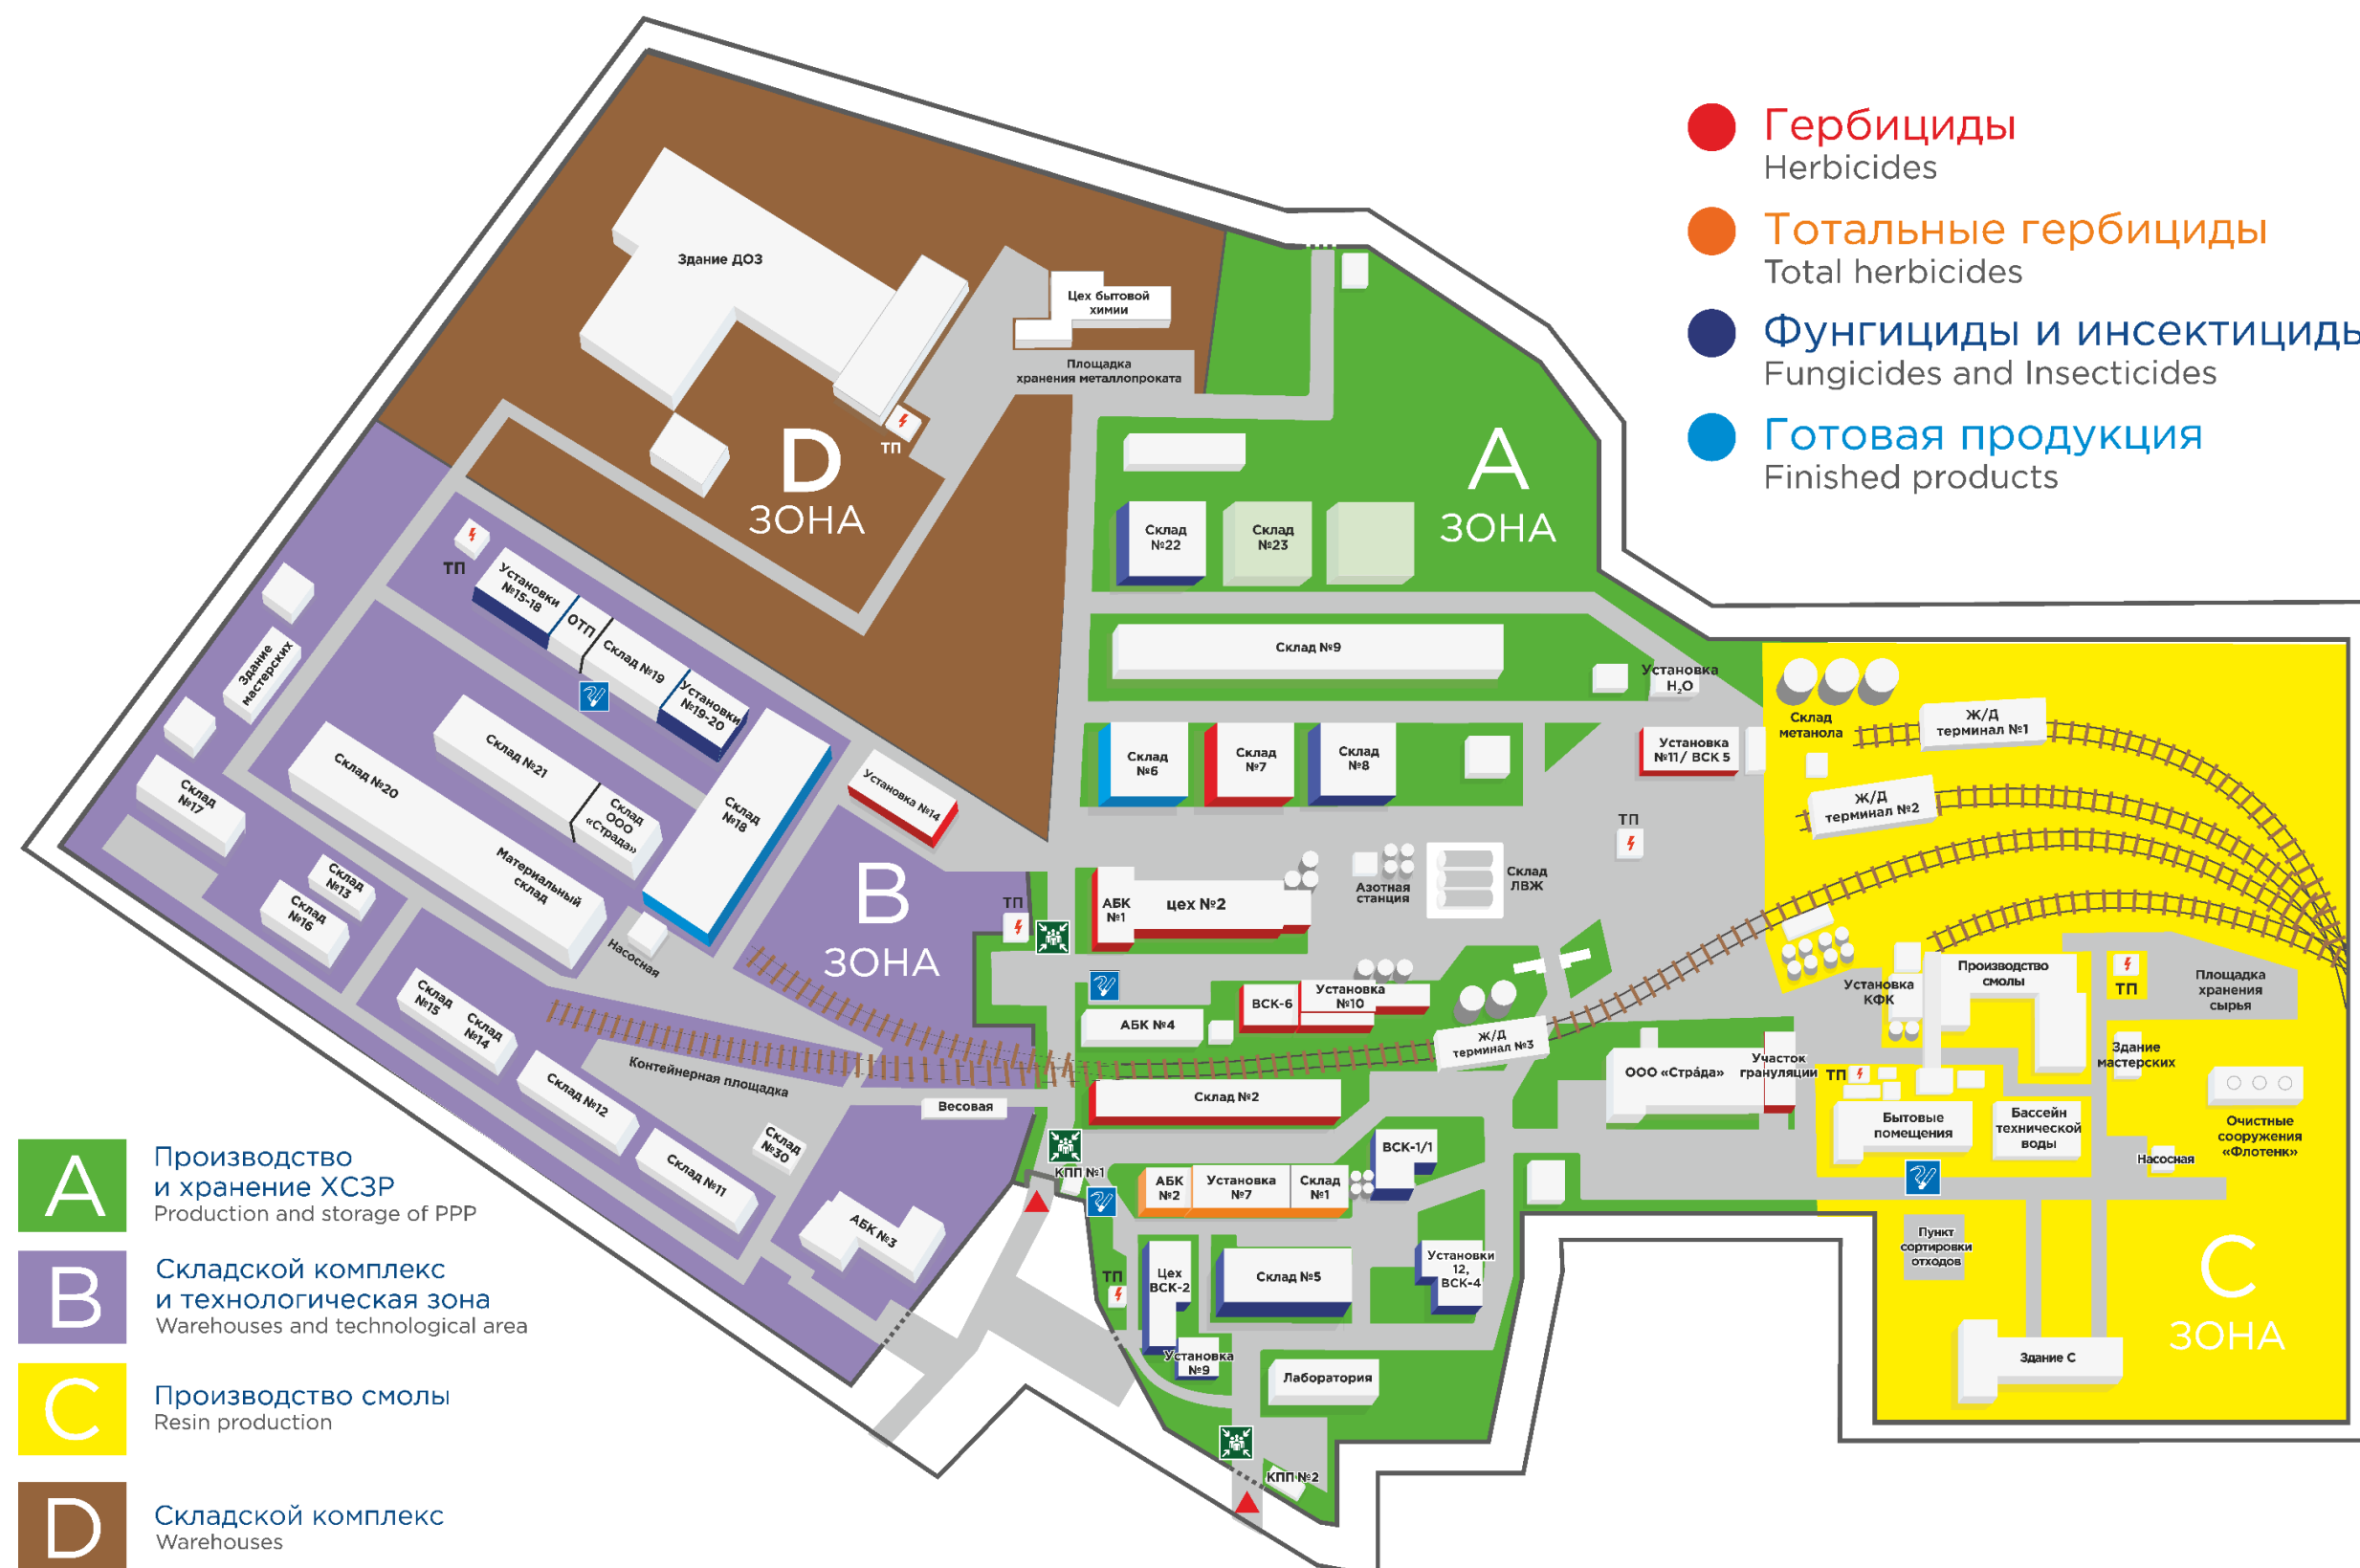 Гербициды
Herbicides
Тотальные гербициды
Total herbicides
Фунгициды и инсектициды
Fungicides and Insecticides
Готовая продукция
Finished products
Здание ДОЗ
Цех бытовой
химии
Площадка
хранения металлопроката
ТП
D
ЗОНА
A
ЗОНА
Склад
№22
Склад
№23
Склад №9
Установка
H₂O
Склад
№6
Склад
№7
Склад
№8
Установка
№11/ ВСК 5
ТП
ТП
Установки
№15-18
ОТП
Склад №19
Установки
№19-20
Здание
мастерских
Склад №21
Склад
ООО
«Страда»
Склад №20
Материальный
склад
Склад
№18
Установка №14
Склад
№17
Склад
№13
Склад
№16
Насосная
B
ЗОНА
Склад
№15
Склад
№14
Склад №12
Склад №11
Контейнерная площадка
Склад
№30
Весовая
АБК №3
ТП
АБК
№1
цех №2
Азотная
станция
Склад
ЛВЖ
ВСК-6
Установка
№10
АБК №4
Ж/Д
терминал №3
Склад №2
КПП №1
АБК
№2
Установка
№7
Склад
№1
ВСК-1/1
ТП
Цех
ВСК-2
Склад №5
Установки
12,
ВСК-4
Установка
№9
Лаборатория
КПП №2
ООО «Стра́да»
Участок
грануляции
Склад
метанола
Ж/Д
терминал №1
Ж/Д
терминал №2
Установка
КФК
Производство
смолы
ТП
Площадка
хранения
сырья
Здание
мастерских
ТП
Бытовые
помещения
Бассейн
технической
воды
Очистные
сооружения
«Флотенк»
Насосная
Пункт
сортировки
отходов
C
ЗОНА
Здание С
A
Производство
и хранение ХСЗР
Production and storage of PPP
B
Складской комплекс
и технологическая зона
Warehouses and technological area
C
Производство смолы
Resin production
D
Складской комплекс
Warehouses